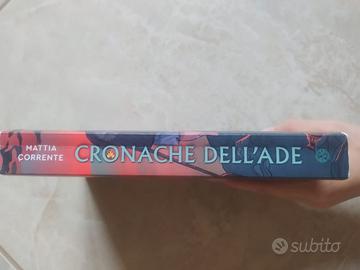 MATTIA
CORRENTE
CRONACHE DELL'ADE
subito